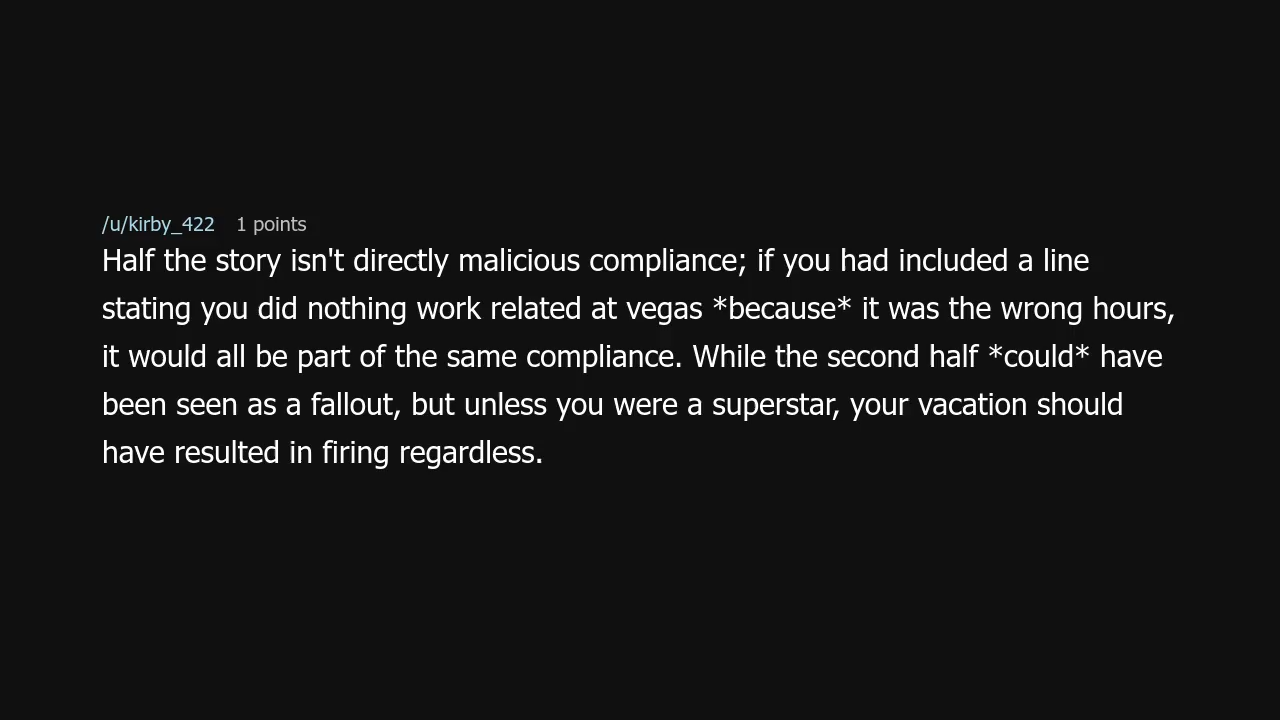 /u/kirby_422 1 points
Half the story isn't directly malicious compliance; if you had included a line
stating you did nothing work related at vegas *because* it was the wrong hours,
it would all be part of the same compliance. While the second half *could* have
been seen as a fallout, but unless you were a superstar, your vacation should
have resulted in firing regardless.